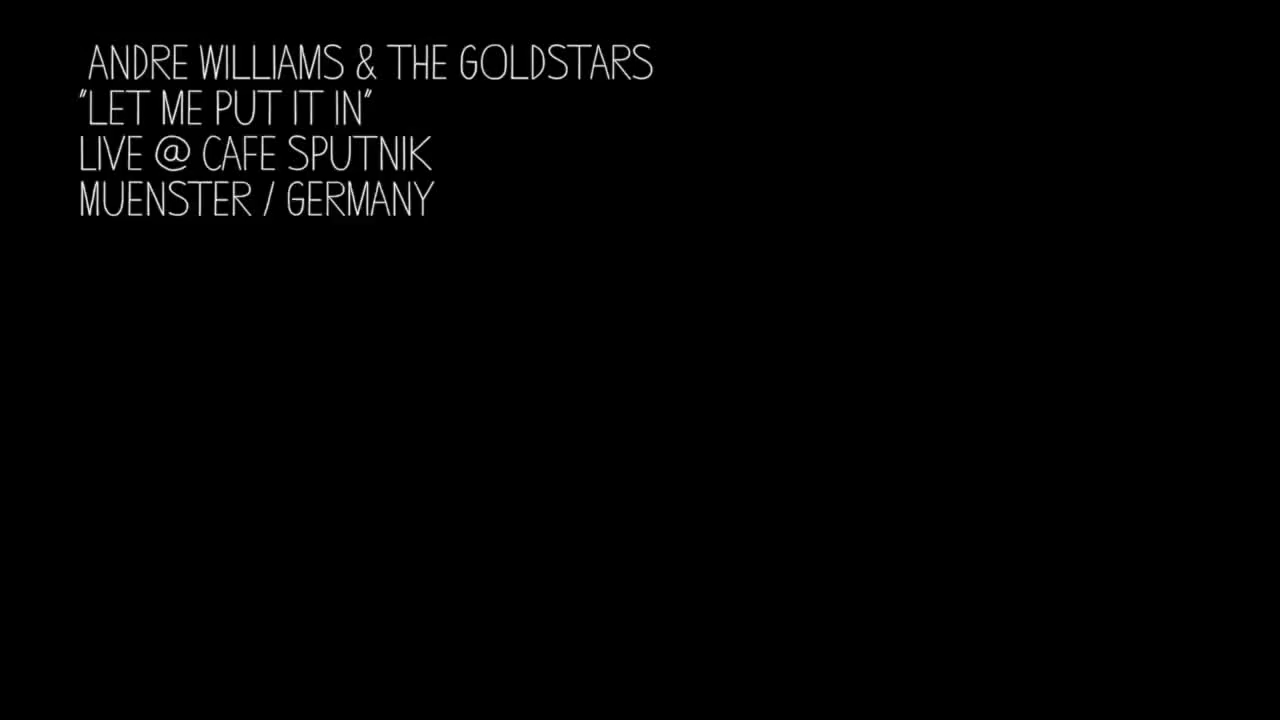 ANDRE WILLIAMS & THE GOLDSTARS
"LET ME PUT IT IN"
LIVE @ CAFE SPUTNIK
MUENSTER / GERMANY